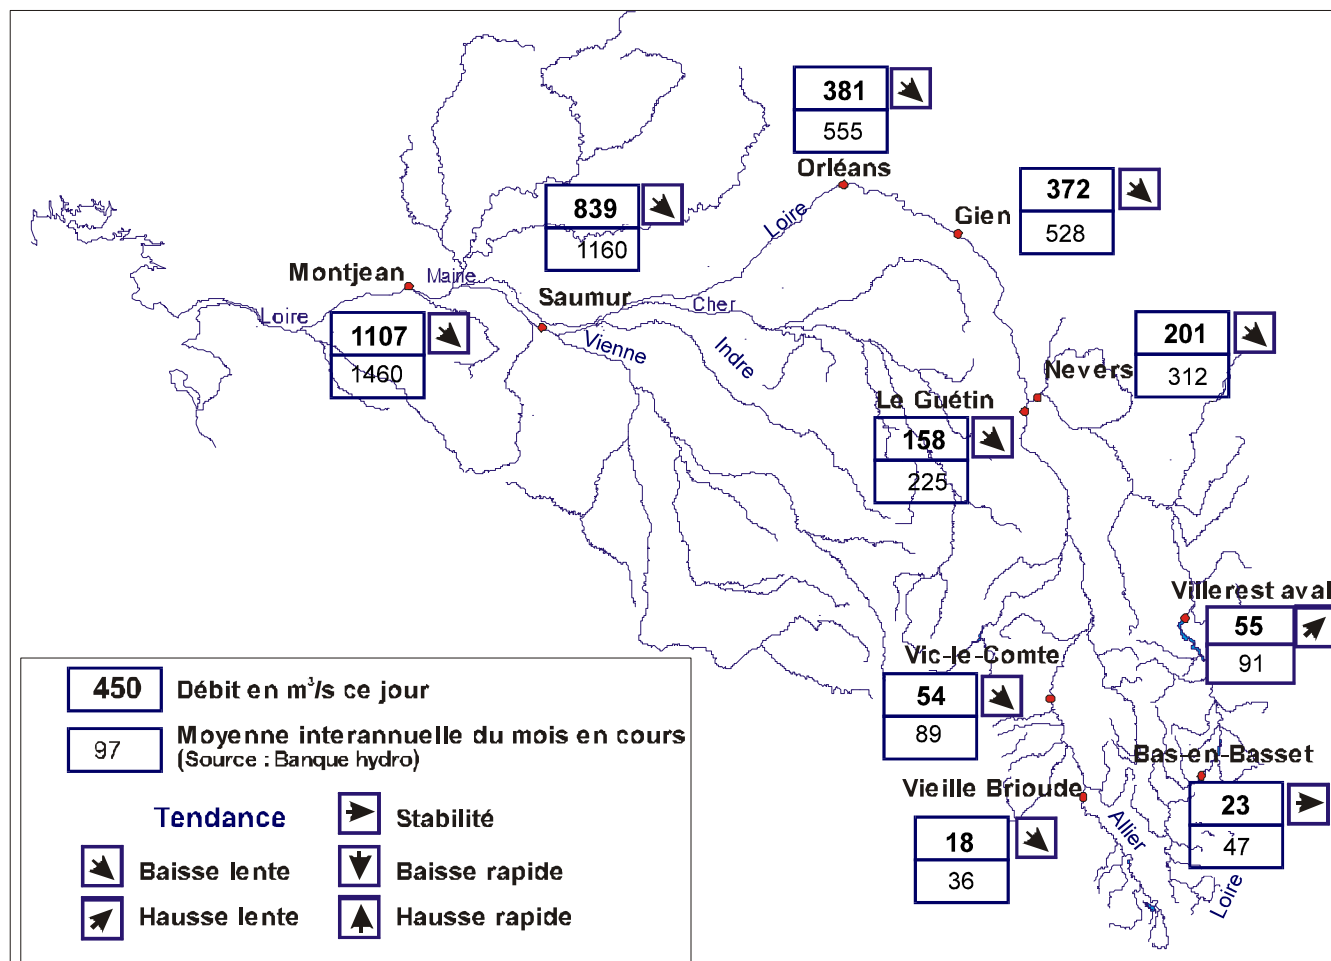 381
555
Orléans
372
528
Gien
839
1160
Loire
Montjean
Maine
Saumur
Cher
Loire
1107
1460
Vienne
Indre
201
312
Nevers
Le Guétin
158
225
Villerest aval
55
91
Vic-le-Comte
54
89
Bas-en-Basset
23
47
Vieille Brioude
18
36
Allier
Loire
450 Débit en m³/s ce jour
97 Moyenne interannuelle du mois en cours
(Source : Banque hydro)
Tendance
Stabilité
Baisse lente
Baisse rapide
Hausse lente
Hausse rapide